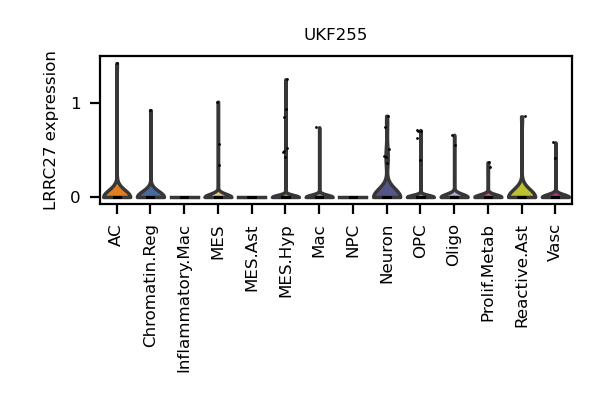 UKF255
LRRC27 expression
1
0
AC
Chromatin.Reg
Inflammatory.Mac
MES
MES.Ast
MES.Hyp
Mac
NPC
Neuron
OPC
Oligo
Prolif.Metab
Reactive.Ast
Vasc